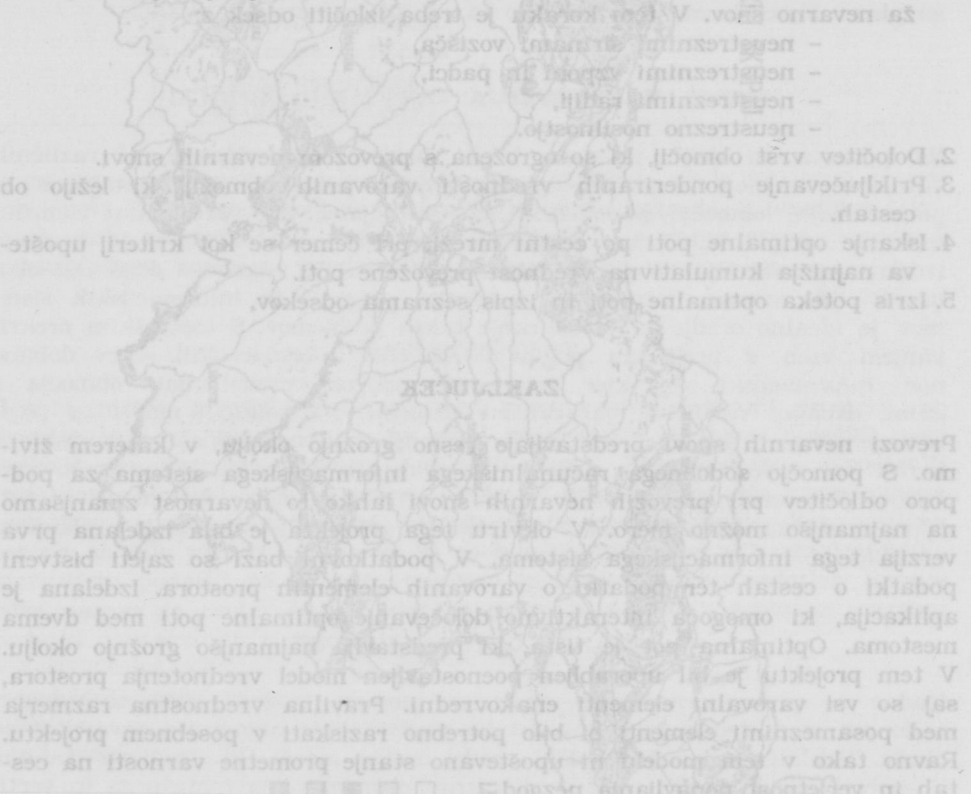 ža nevarno snov. V tem koraku je treba izločiti odsek z:
- neustreznimi širinami vozišča,
- neustreznimi vzponi in padci,
- neustreznimi radiji,
- neustrezno nosilnostjo.
2. Določitev vrst območij, ki so ogrožena s prevozom nevarnih snovi.
3. Priključevanje ponderiranih vrednosti varovanih območij, ki ležijo ob
cestah.
4. Iskanje optimalne poti po cestni mreži, pri čemer se kot kriterij upošte-
va najnižja kumulativna vrednost prevožene poti.
5. Izris poteka optimalne poti in izpis seznama odsekov,
ZAKLJUČEK
Prevozi nevarnih snovi predstavljajo resno grožnjo okolju, v katerem živi-
mo. S pomočjo sodobnega računalniškega informacijskega sistema za pod-
poro odločitev pri prevozih nevarnih snovi lahko to nevarnost zmanjšamo
na najmanjšo možno mero. V okviru tega projekta je bila izdelana prva
verzija tega informacijskega sistema. V podatkovni bazi so zajeti bistveni
podatki o cestah ter podatki o varovanih elementih prostora. Izdelana je
aplikacija, ki omogoča interaktivno določevanje optimalne poti med dvema
mestoma. Optimalna pot je tista, ki predstavlja najmanjšo grožnjo okolju.
V tem projektu je bil uporabljen poenostavljen model vrednotenja prostora,
saj so vsi varovalni elementi enakovredni. Pravilna vrednostna razmerja
med posameznimi elementi bi bilo potrebno raziskati v posebnem projektu.
Ravno tako v tem modelu ni upoštevano stanje prometne varnosti na ces-
tah in verjetnost pojavljanja nezgod